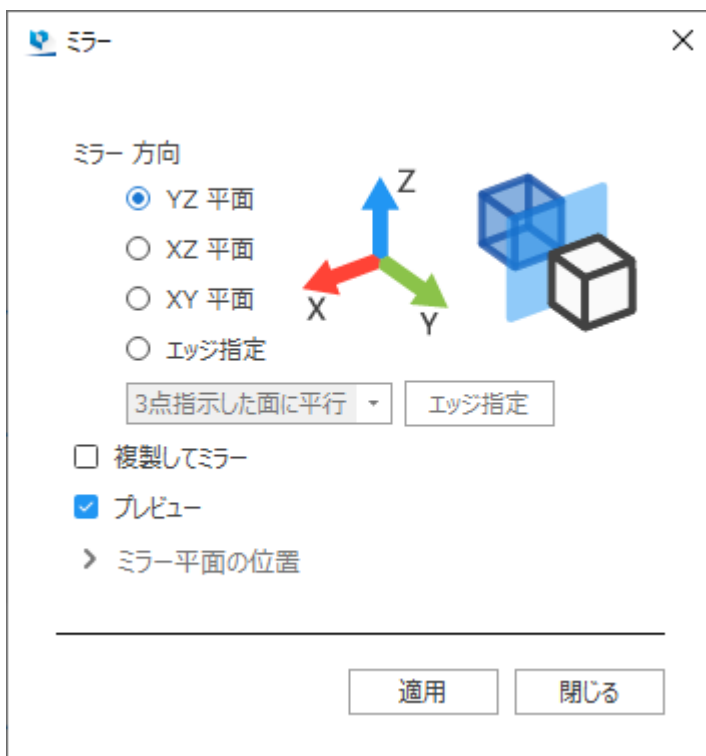 ミラー
ミラー 方向
YZ 平面
XZ 平面
XY 平面
エッジ指定
Z
X
Y
3点指示した面に平行
エッジ指定
複製してミラー
プレビュー
ミラー平面の位置
適用
閉じる